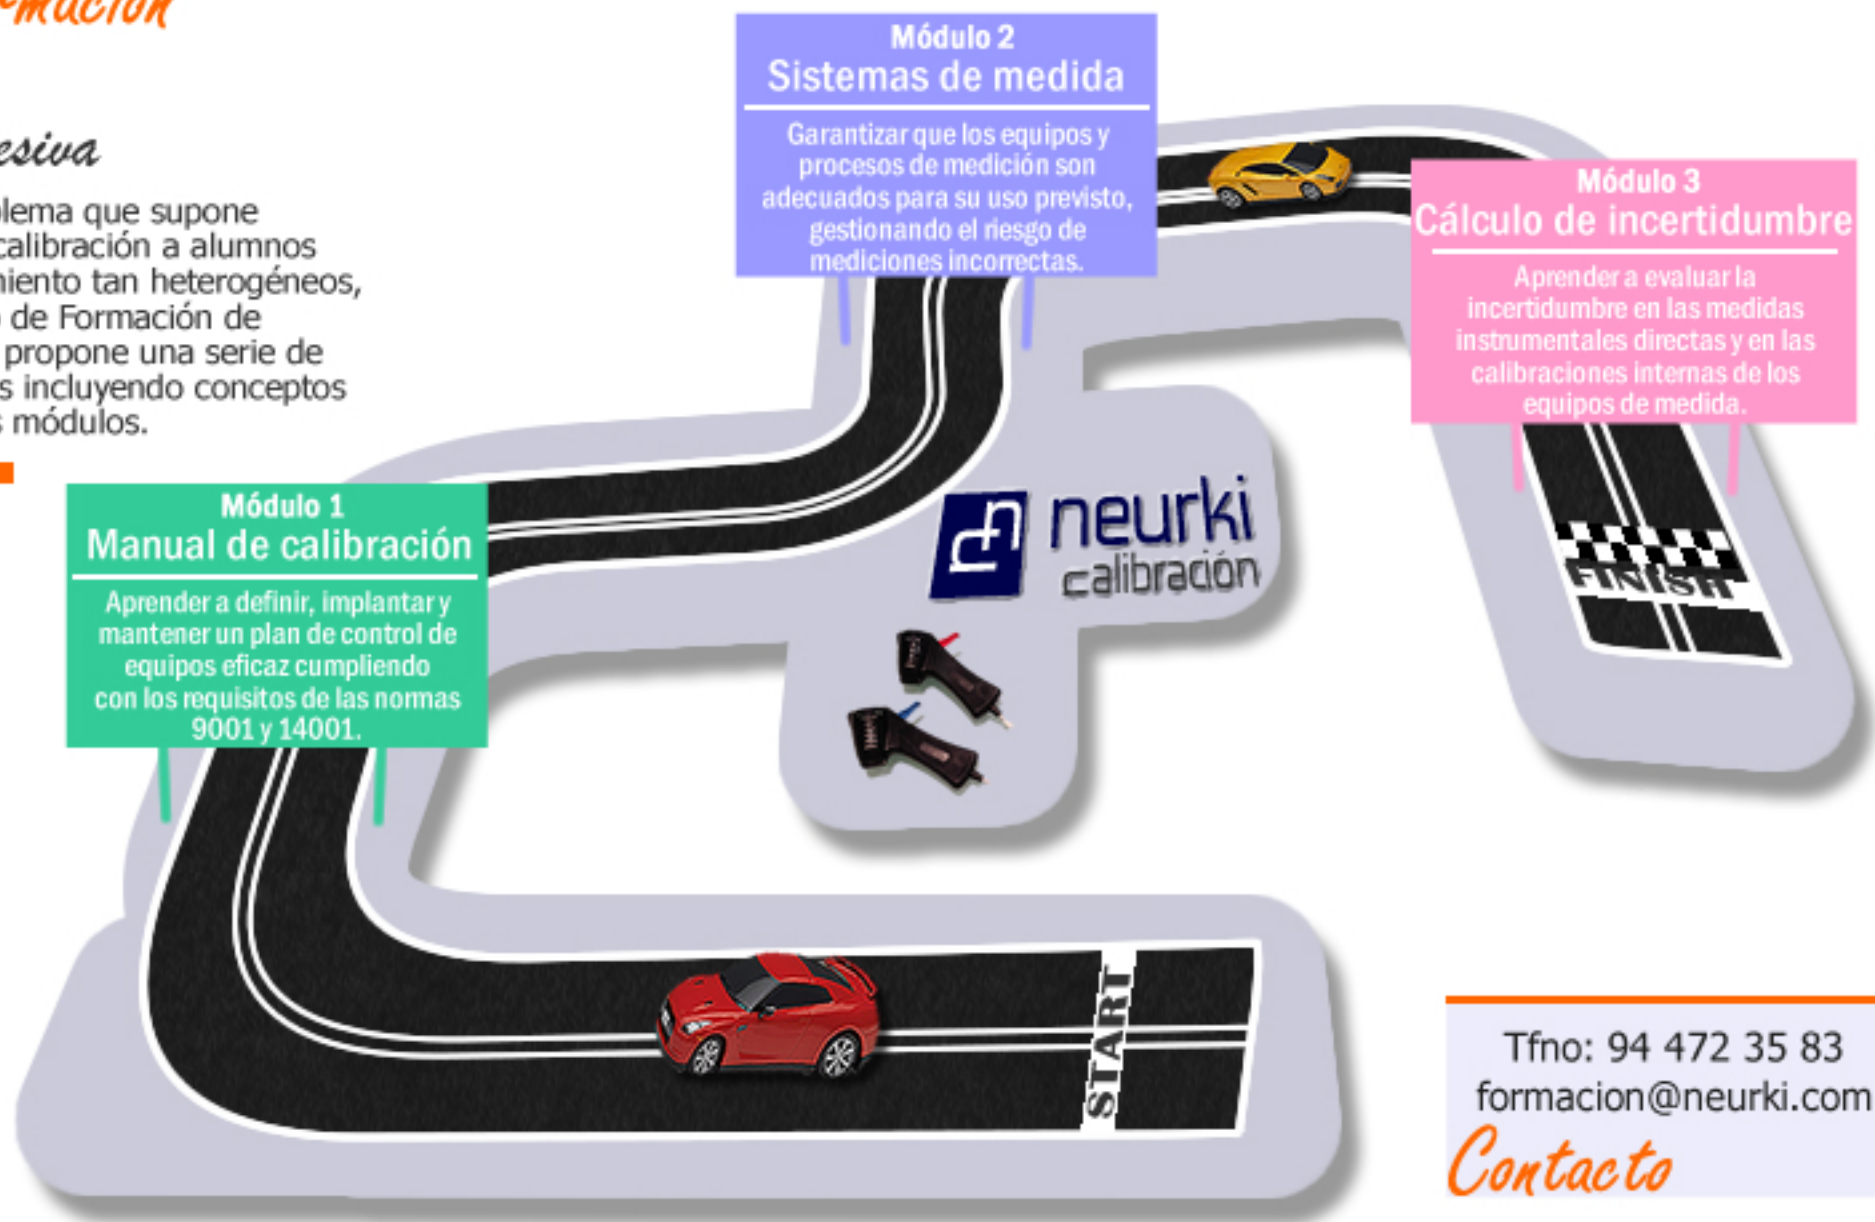 Módulo 2
Sistemas de medida
Garantizar que los equipos y
procesos de medición son
adecuados para su uso previsto,
gestionando el riesgo de
mediciones incorrectas.
esiva
lema que supone
calibración a alumnos
niento tan heterogéneos,
de Formación de
propone una serie de
s incluyendo conceptos
s módulos.
Módulo 3
Cálculo de incertidumbre
Aprender a evaluar la
incertidumbre en las medidas
instrumentales directas y en las
calibraciones internas de los
equipos de medida.
Módulo 1
Manual de calibración
Aprender a definir, implantar y
mantener un plan de control de
equipos eficaz cumpliendo
con los requisitos de las normas
9001 y 14001.
neurki
calibración
FINISH
START
Tfno: 94 472 35 83
formacion@neurki.com
Contacto